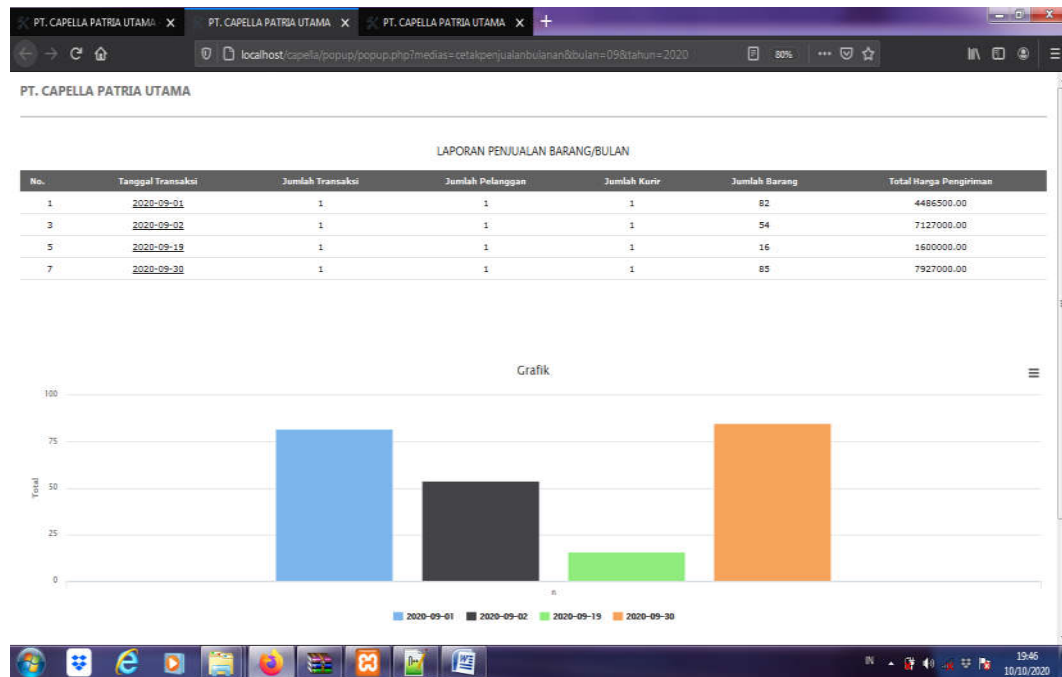 PT. CAPELLA PATRIA UTAMA PT. CAPELLA PATRIA UTAMA PT. CAPELLA PATRIA UTAMA
localhost/capella/popup/popup.php?medias=cetakpenjualanbulanan&bulan=09&tahun=2020 80%
PT. CAPELLA PATRIA UTAMA
LAPORAN PENJUALAN BARANG/BULAN
No. Tanggal Transaksi Jumlah Transaksi Jumlah Pelanggan Jumlah Kurir Jumlah Barang Total Harga Pengiriman
1 2020-09-01 1 1 1 82 4486500.00
3 2020-09-02 1 1 1 54 7127000.00
5 2020-09-19 1 1 1 16 1600000.00
7 2020-09-30 1 1 1 85 7927000.00
Grafik
100
75
50
25
0
Total
n
2020-09-01 2020-09-02 2020-09-19 2020-09-30
IN 19:46
10/10/2020